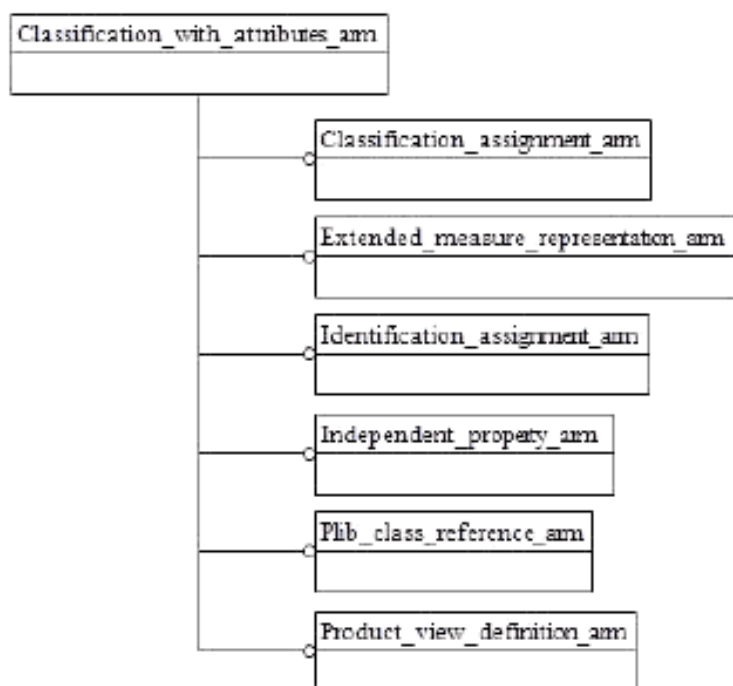 Classification_with_attributes_arm
Classification_assignment_arm
Extended_measure_representation_arm
Identification_assignment_arm
Independent_property_arm
Plib_class_reference_arm
Product_view_definition_arm